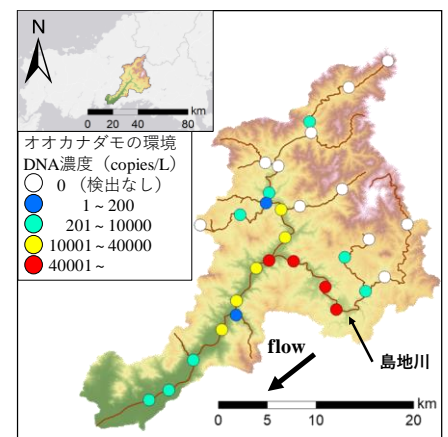 N
km
0 20 40 80
オオカナダモの環境
DNA濃度（copies/L）
0 （検出なし）
1～200
201～10000
10001～40000
40001～
flow
島地川
km
0 5 10 20